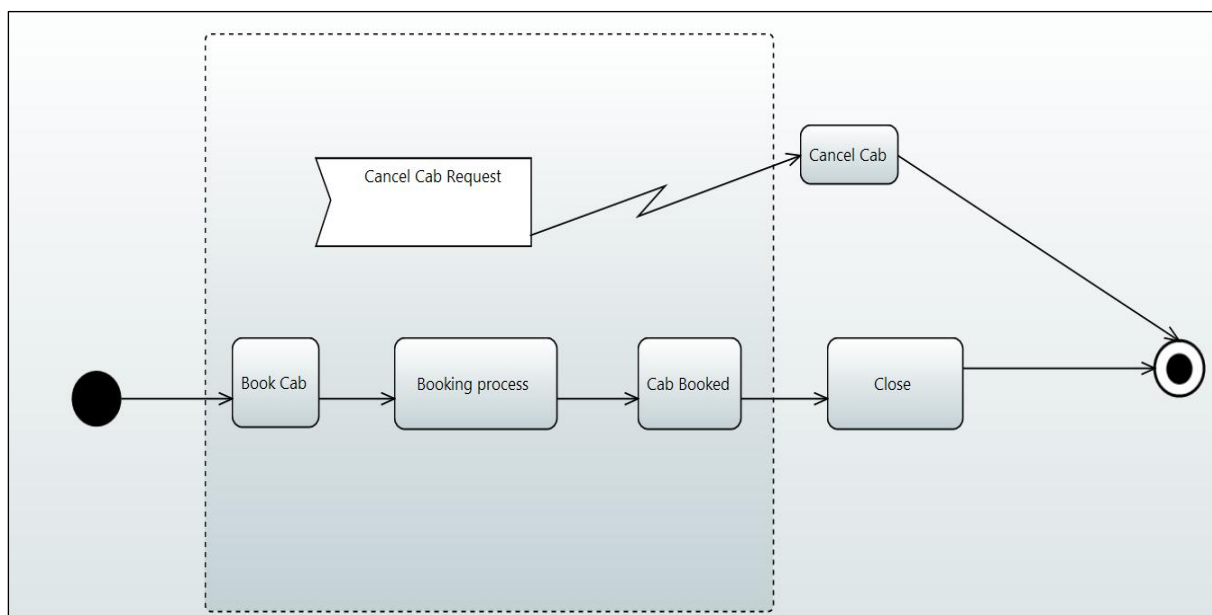 Cancel Cab Request
Cancel Cab
Book Cab
Booking process
Cab Booked
Close